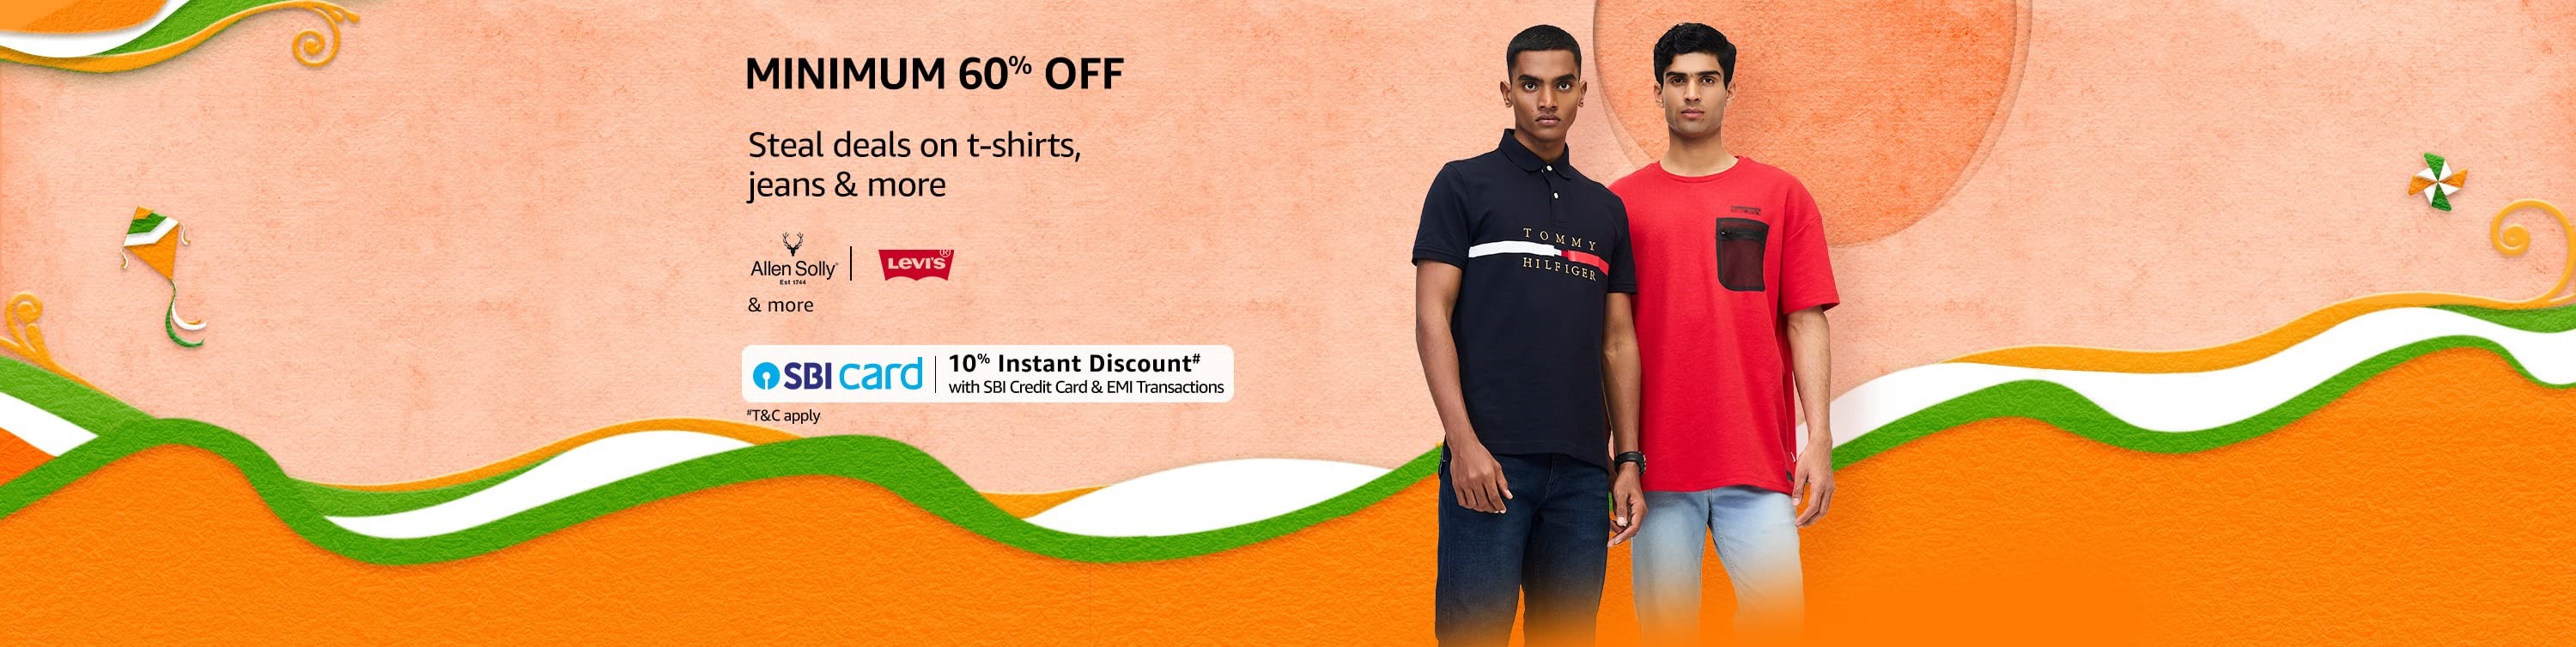 MINIMUM 60% OFF
Steal deals on t-shirts,
jeans & more
Allen Solly
Est 1744
LEVI'S®
& more
SBI card
10% Instant Discount#
with SBI Credit Card & EMI Transactions
#T&C apply
TOMMY
HILFIGER